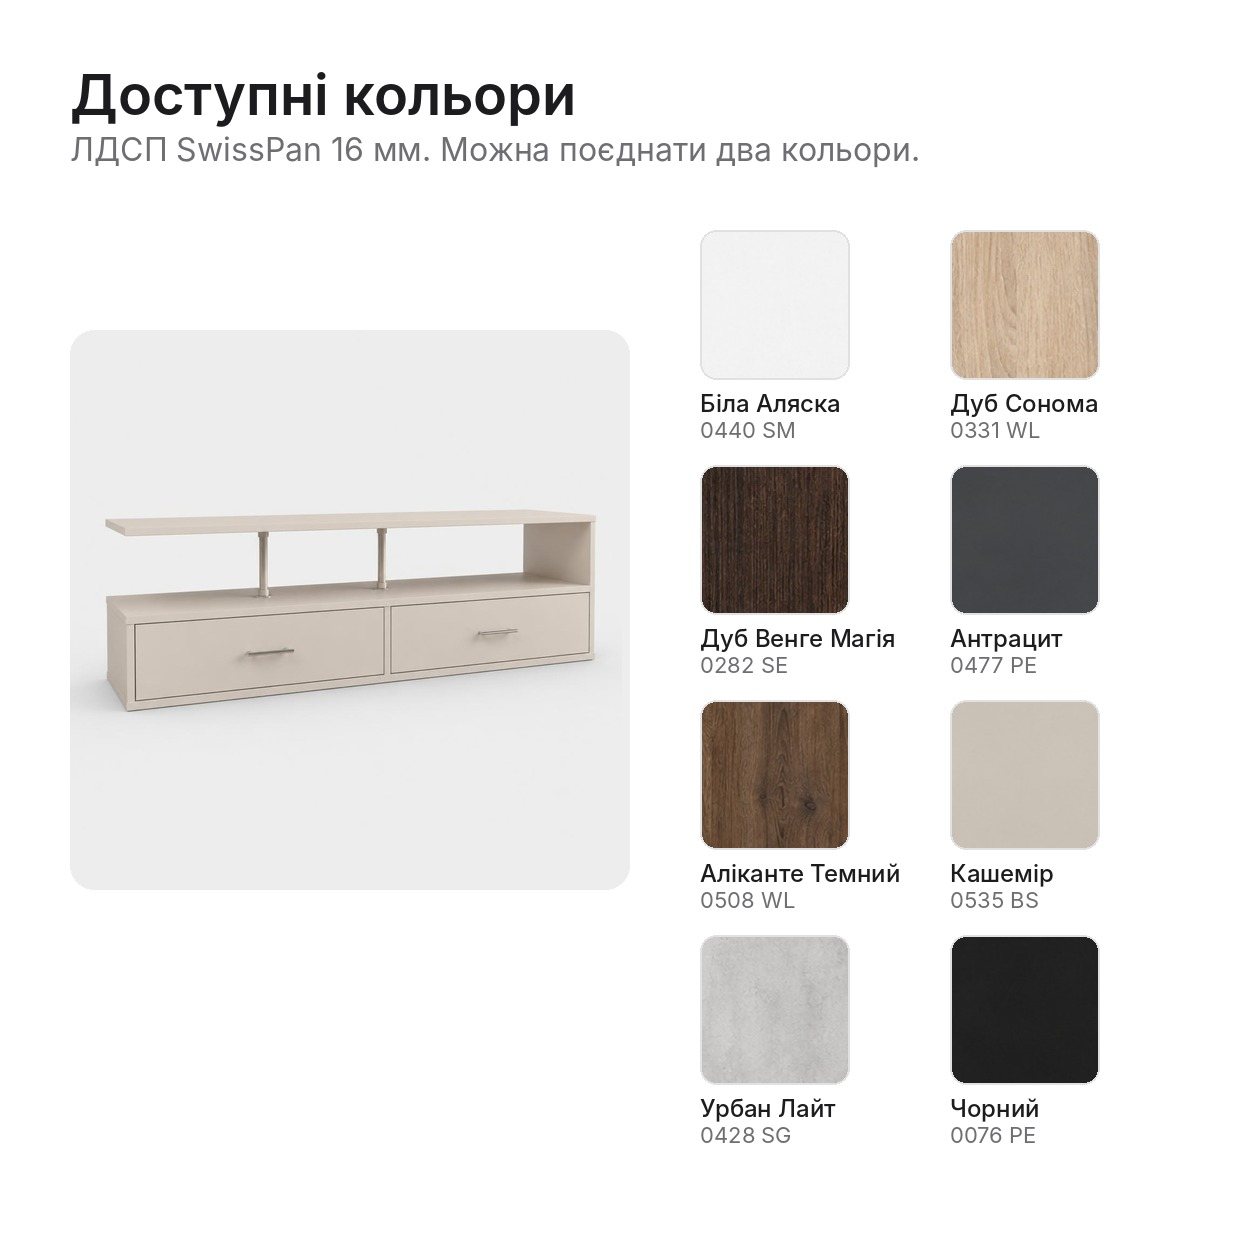 Доступні кольори
ЛДСП SwissPan 16 мм. Можна поєднати два кольори.
Біла Аляска
0440 SM
Дуб Сонома
0331 WL
Дуб Венге Магія
0282 SE
Антрацит
0477 PE
Аліканте Темний
0508 WL
Кашемір
0535 BS
Урбан Лайт
0428 SG
Чорний
0076 PE